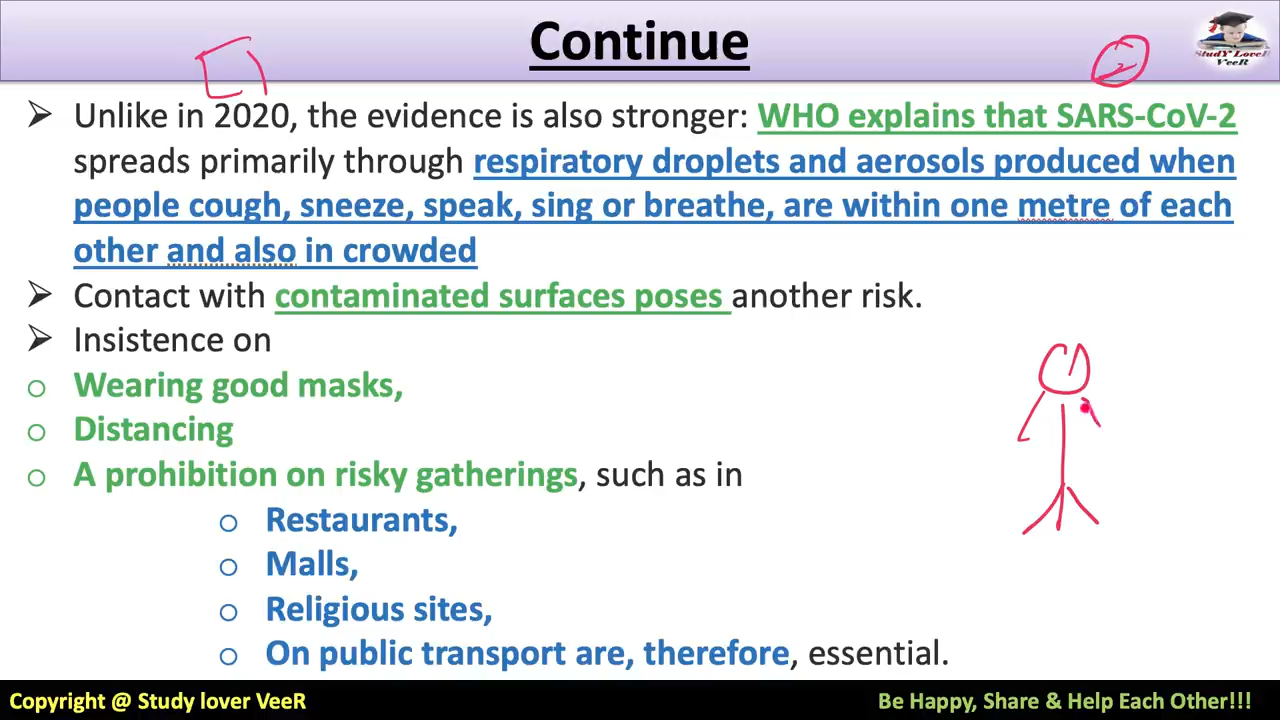 Continue
StudY LoveR
VeeR
➢ Unlike in 2020, the evidence is also stronger: WHO explains that SARS-CoV-2
spreads primarily through respiratory droplets and aerosols produced when
people cough, sneeze, speak, sing or breathe, are within one metre of each
other and also in crowded
➢ Contact with contaminated surfaces poses another risk.
➢ Insistence on
o Wearing good masks,
o Distancing
o A prohibition on risky gatherings, such as in
o Restaurants,
o Malls,
o Religious sites,
o On public transport are, therefore, essential.
Copyright @ Study lover VeeR
Be Happy, Share & Help Each Other!!!